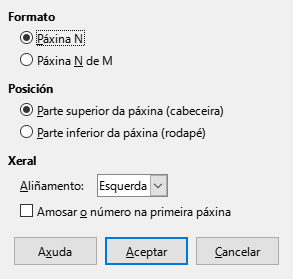 Formato
Páxina N
Páxina N de M
Posición
Parte superior da páxina (cabeceira)
Parte inferior da páxina (rodapé)
Xeral
Aliñamento: Esquerda
Amosar o número na primeira páxina
Axuda Aceptar Cancelar